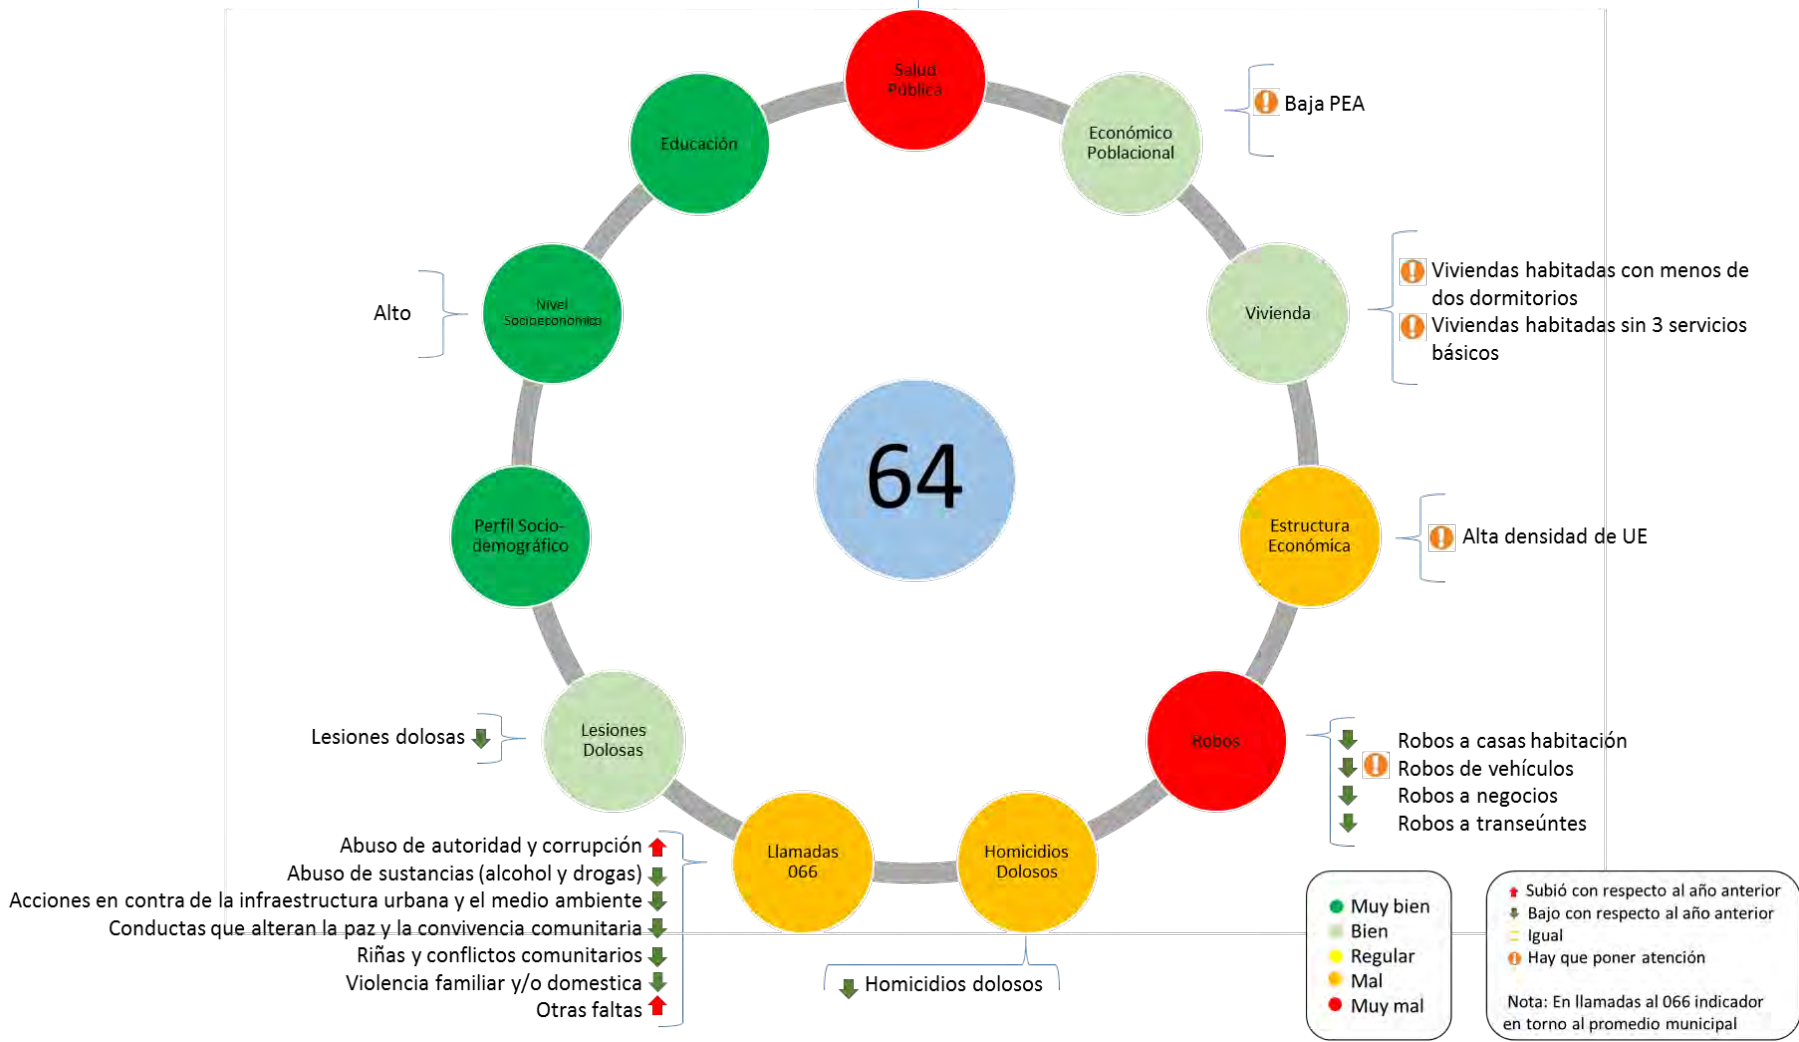 Salud
Pública
Económico
Poblacional
Baja PEA
Educación
Vivienda
Viviendas habitadas con menos de
dos dormitorios
Viviendas habitadas sin 3 servicios
básicos
Alto
Nivel
Socioeconómico
64
Perfil Socio-
demográfico
Estructura
Económica
Alta densidad de UE
Lesiones dolosas
Lesiones
Dolosas
Robos
Robos a casas habitación
Robos de vehículos
Robos a negocios
Robos a transeúntes
Llamadas
066
Homicidios
Dolosos
Abuso de autoridad y corrupción
Abuso de sustancias (alcohol y drogas)
Acciones en contra de la infraestructura urbana y el medio ambiente
Conductas que alteran la paz y la convivencia comunitaria
Riñas y conflictos comunitarios
Violencia familiar y/o domestica
Otras faltas
Homicidios dolosos
Muy bien
Bien
Regular
Mal
Muy mal
Subió con respecto al año anterior
Bajo con respecto al año anterior
Igual
Hay que poner atención
Nota: En llamadas al 066 indicador
en torno al promedio municipal